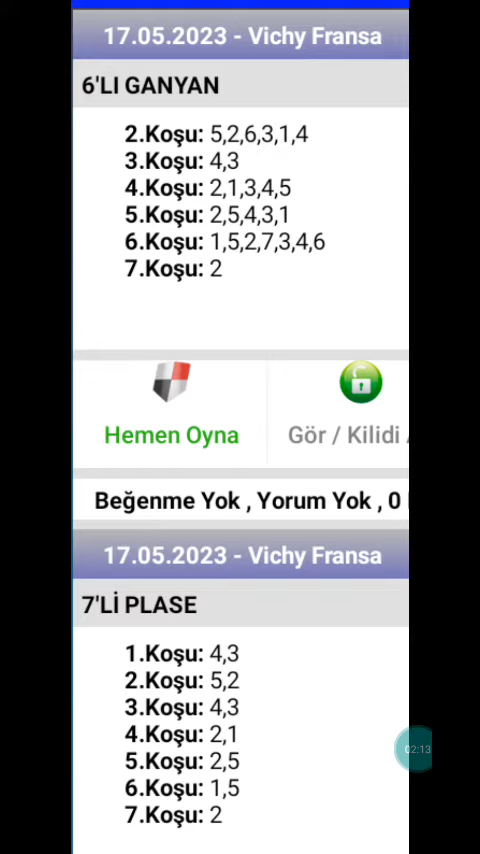 17.05.2023 - Vichy Fransa
6'LI GANYAN
2.Koşu: 5,2,6,3,1,4
3.Koşu: 4,3
4.Koşu: 2,1,3,4,5
5.Koşu: 2,5,4,3,1
6.Koşu: 1,5,2,7,3,4,6
7.Koşu: 2
Hemen Oyna
Gör / Kilidi
Beğenme Yok , Yorum Yok , 0
17.05.2023 - Vichy Fransa
7'Lİ PLASE
1.Koşu: 4,3
2.Koşu: 5,2
3.Koşu: 4,3
4.Koşu: 2,1
02:13
5.Koşu: 2,5
6.Koşu: 1,5
7.Koşu: 2